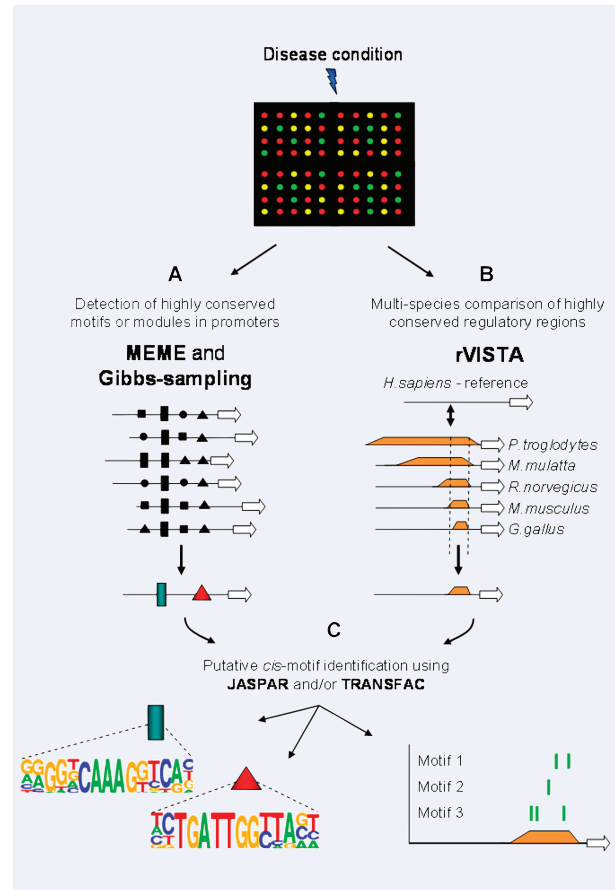 Disease condition
A
Detection of highly conserved
motifs or modules in promoters
MEME and
Gibbs-sampling
B
Multi-species comparison of highly
conserved regulatory regions
rVISTA
H.sapiens - reference
P.troglodytes
M.mulatta
R.norvegicus
M.musculus
G.gallus
C
Putative cis-motif identification using
JASPAR and/or TRANSFAC
CAAAG
TGATTGG
Motif 1
Motif 2
Motif 3